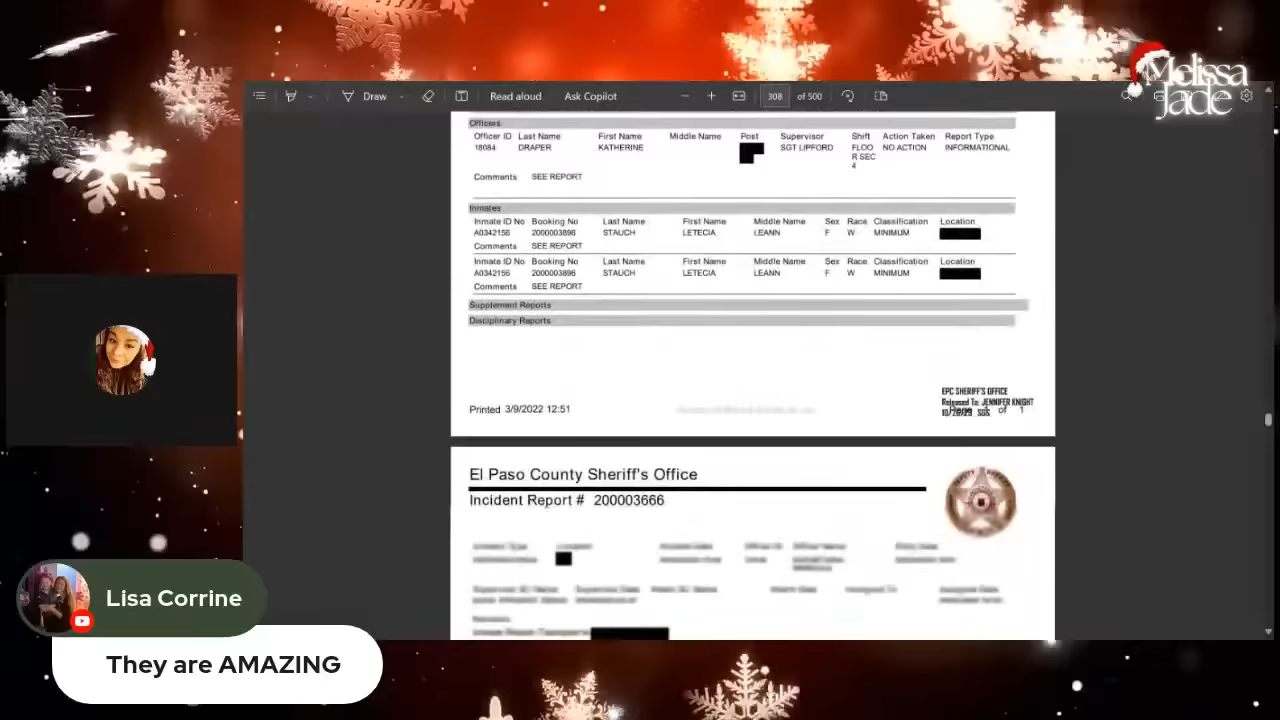 Melissa
Jade
Draw
Read aloud
Ask Copilot
308 of 500
Officers
Officer ID Last Name First Name Middle Name Post Supervisor Shift Action Taken Report Type
18084 DRAPER KATHERINE SGT LIPFORD FLOO NO ACTION INFORMATIONAL
R SEC
4
Comments SEE REPORT
Inmates
Inmate ID No Booking No Last Name First Name Middle Name Sex Race Classification Location
A0342156 2000003896 STAUCH LETECIA LEANN F W MINIMUM
Comments SEE REPORT
Inmate ID No Booking No Last Name First Name Middle Name Sex Race Classification Location
A0342156 2000003896 STAUCH LETECIA LEANN F W MINIMUM
Comments SEE REPORT
Supplement Reports
Disciplinary Reports
EPC SHERIFF'S OFFICE
Released To: JENNIFER KNIGHT
Printed 3/9/2022 12:51
of 1
El Paso County Sheriff's Office
Incident Report # 200003666
Lisa Corrine
They are AMAZING